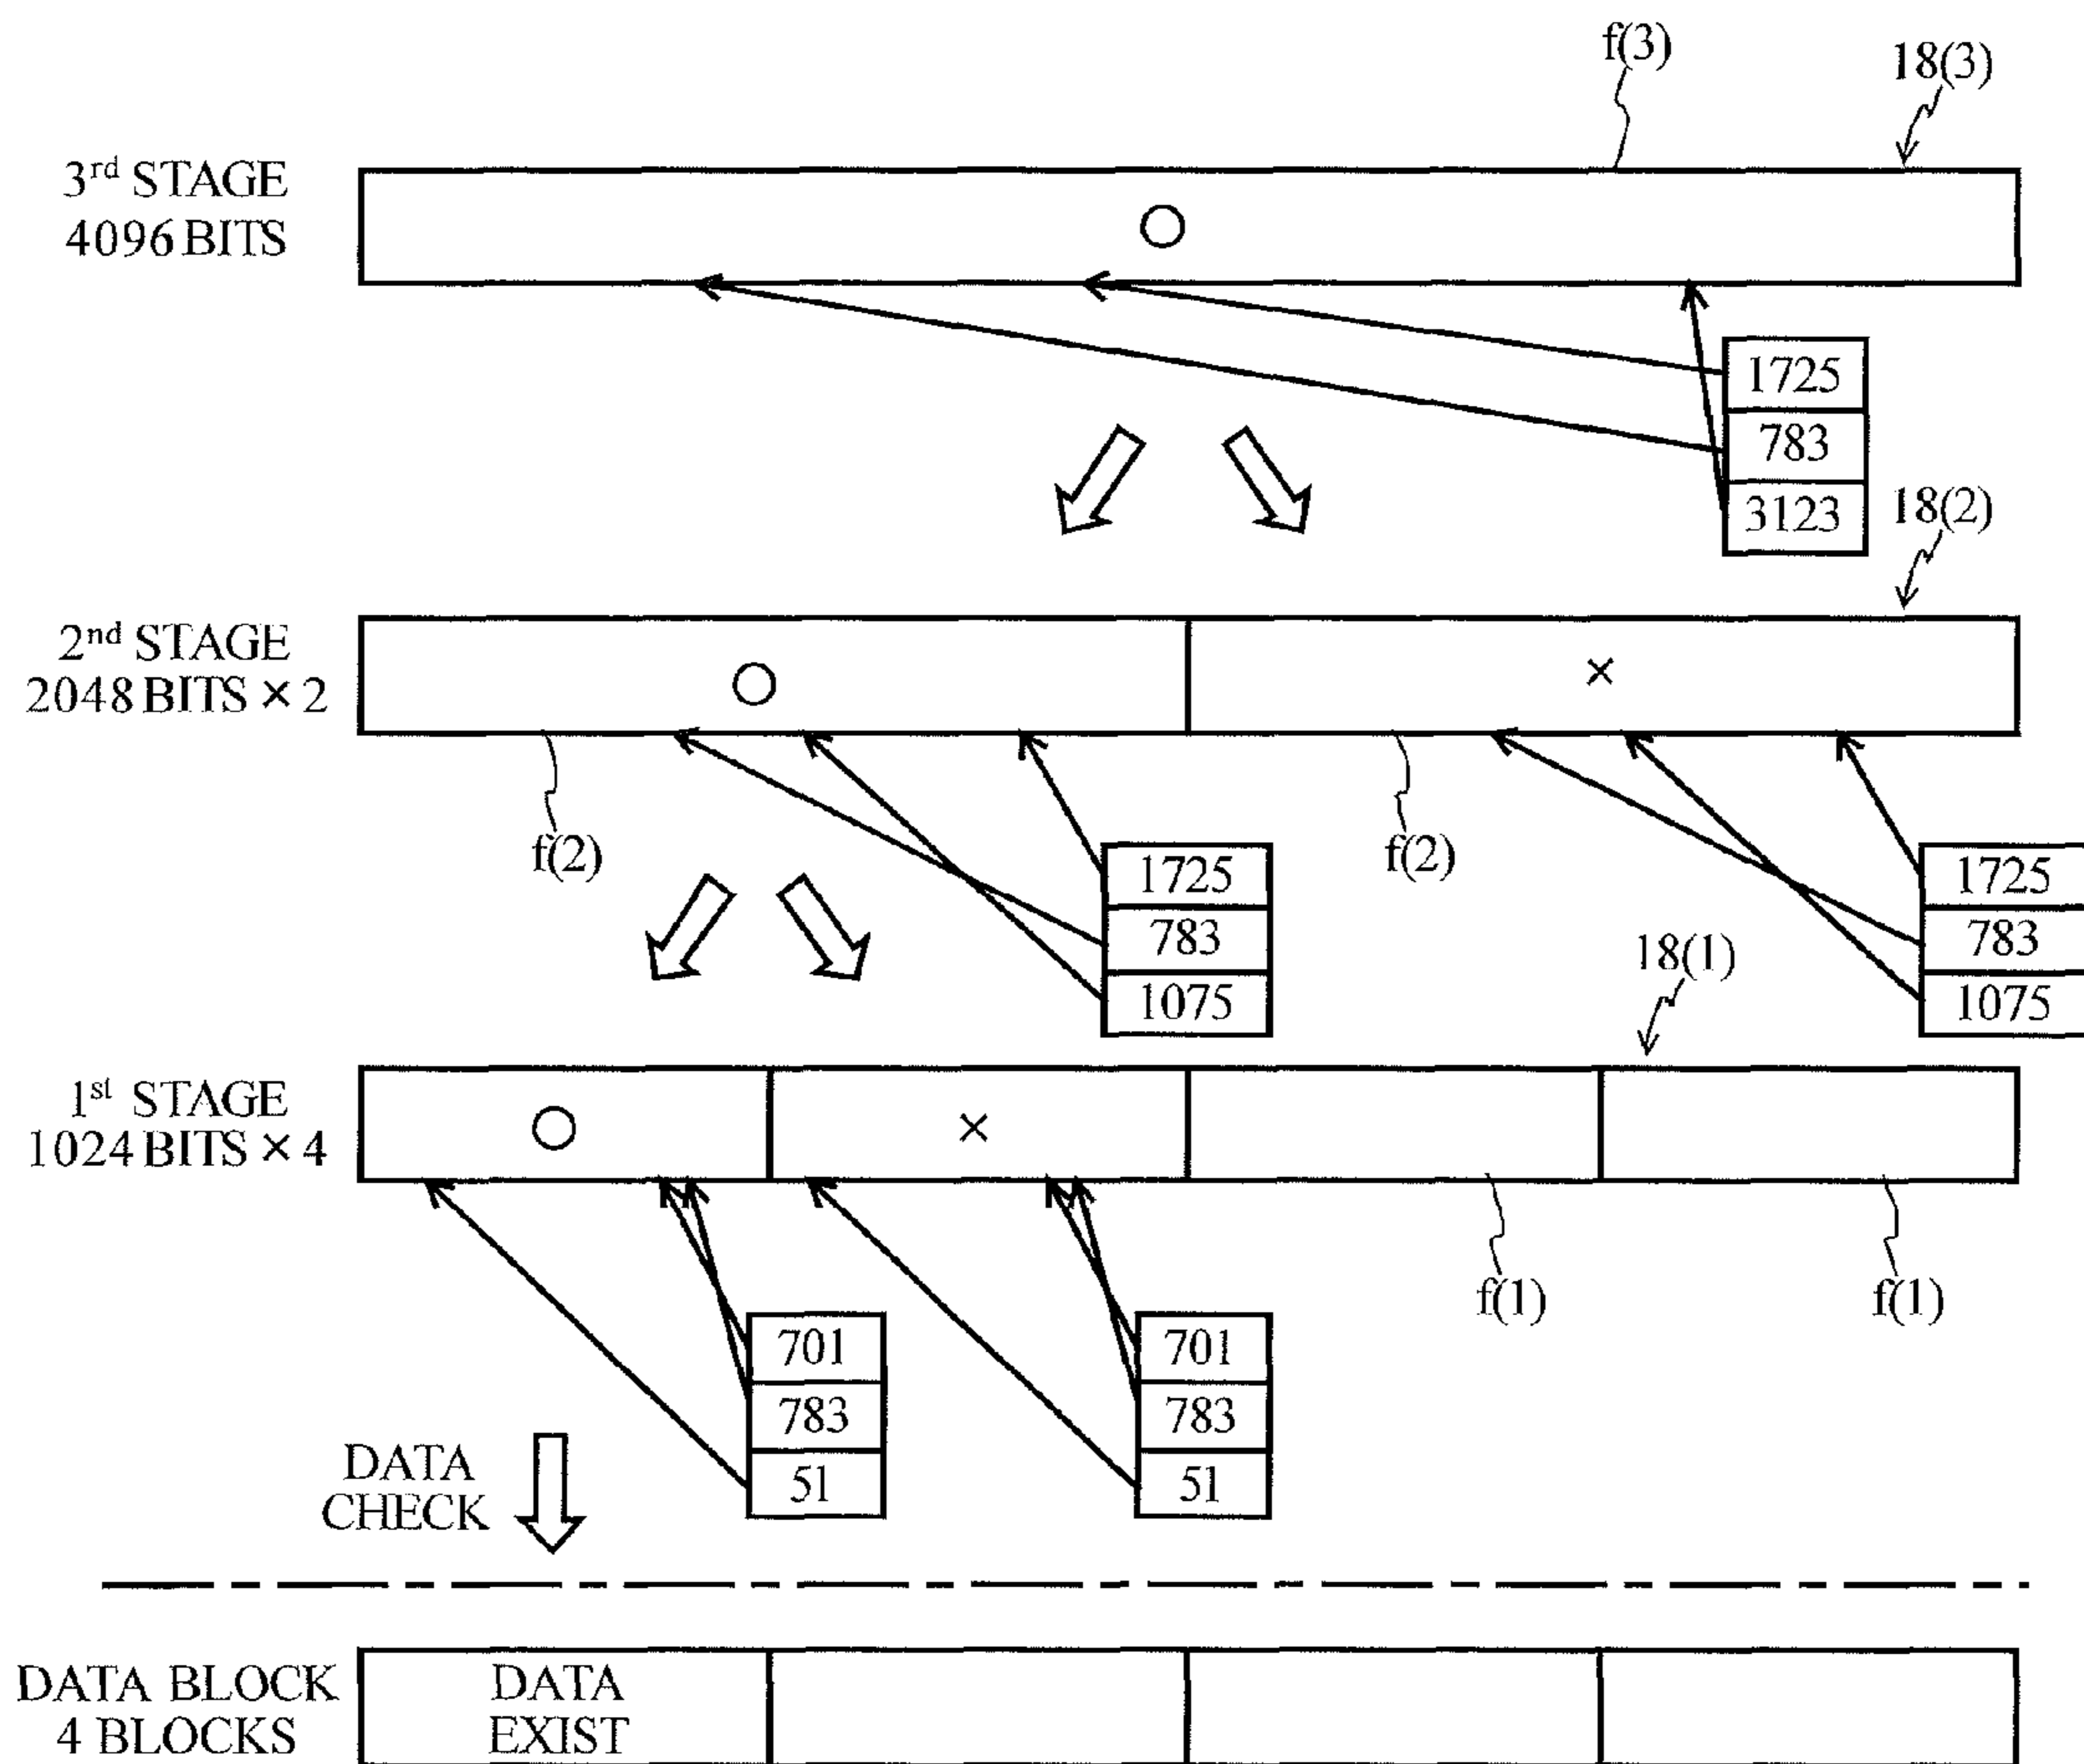 f(3)
18(3)
3rd STAGE
4096 BITS
○
1725
783
3123
18(2)
2nd STAGE
2048 BITS × 2
○
×
f(2)
f(2)
1725
783
1075
1725
783
1075
18(1)
1st STAGE
1024 BITS × 4
○
×
f(1)
f(1)
701
783
51
701
783
51
DATA
CHECK
DATA BLOCK
4 BLOCKS
DATA
EXIST